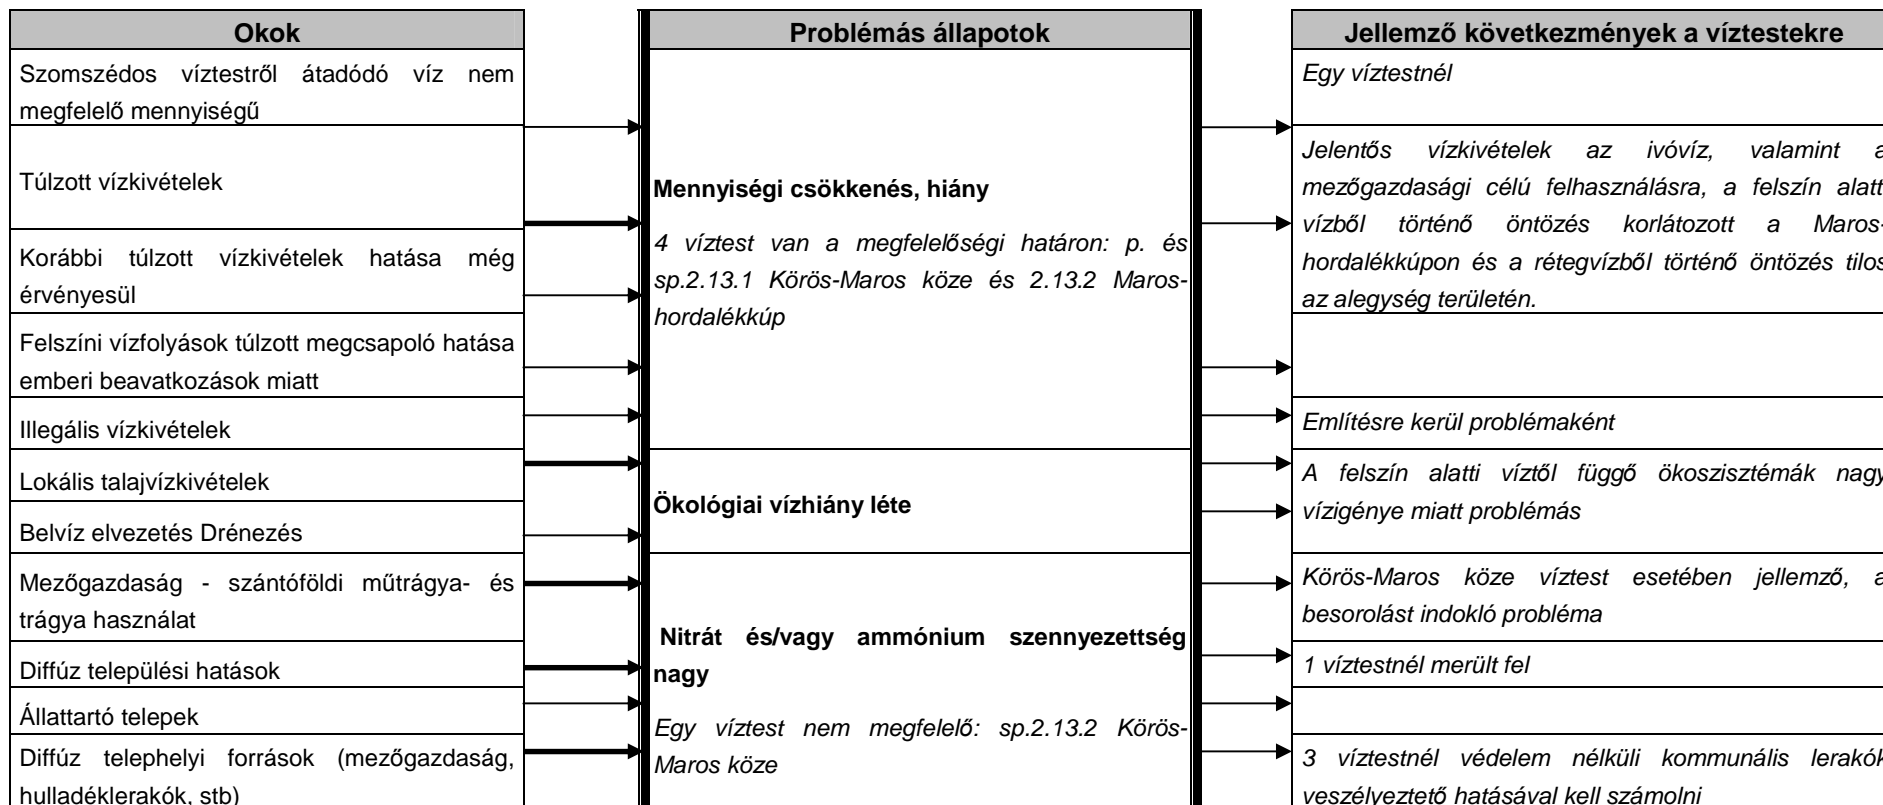 Okok
Szomszédos víztestről átadódó víz nem
megfelelő mennyiségű
Túlzott vízkivételek
Korábbi túlzott vízkivételek hatása még
érvényesül
Felszíni vízfolyások túlzott megcsapoló hatása
emberi beavatkozások miatt
Illegális vízkivételek
Lokális talajvízkivételek
Belvíz elvezetés Drénezés
Mezőgazdaság - szántóföldi műtrágya- és
trágya használat
Diffúz települési hatások
Állattartó telepek
Diffúz telephelyi források (mezőgazdaság,
hulladéklerakók, stb)
Problémás állapotok
Mennyiségi csökkenés, hiány
4 víztest van a megfelelőségi határon: p. és
sp.2.13.1 Körös-Maros köze és 2.13.2 Maros-
hordalékkúp
Ökológiai vízhiány léte
Nitrát és/vagy ammónium szennyezettség
nagy
Egy víztest nem megfelelő: sp.2.13.2 Körös-
Maros köze
Jellemző következmények a víztestekre
Egy víztestnél
Jelentős vízkivételek az ivóvíz, valamint a
mezőgazdasági célú felhasználásra, a felszín alatti
vízből történő öntözés korlátozott a Maros-
hordalékkúpon és a rétegvízből történő öntözés tilos
az alegység területén.
Említésre kerül problémaként
A felszín alatti víztől függő ökoszisztémák nagy
vízigénye miatt problémás
Körös-Maros köze víztest esetében jellemző, a
besorolást indokló probléma
1 víztestnél merült fel
3 víztestnél védelem nélküli kommunális lerakók
veszélyeztető hatásával kell számolni